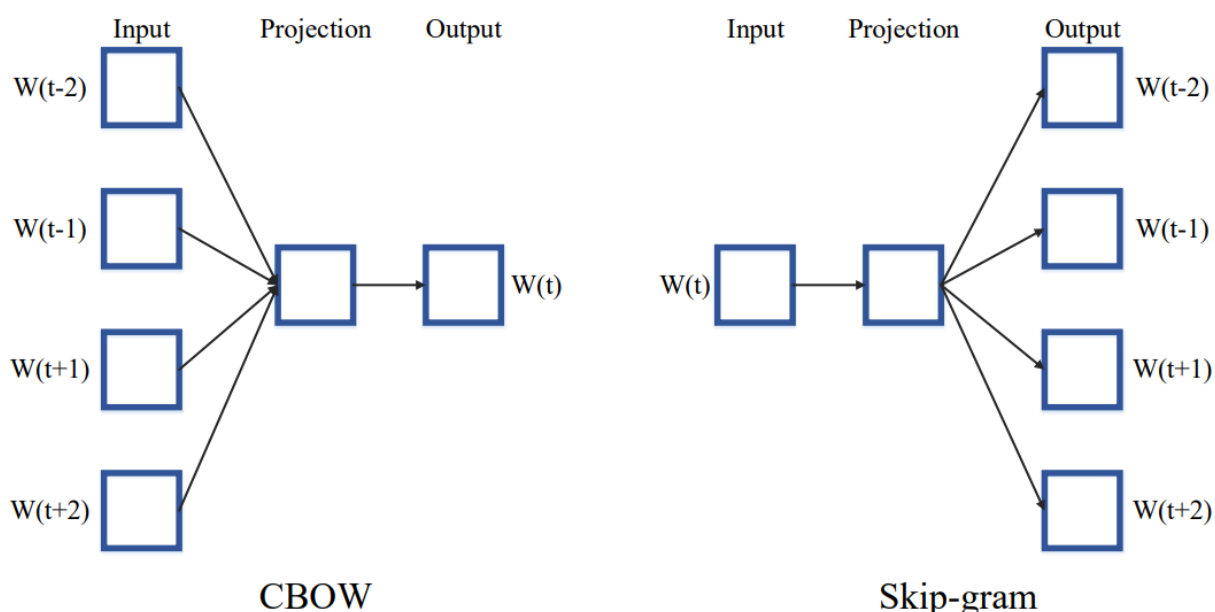 Input Projection Output
W(t-2)
W(t-1)
W(t+1)
W(t+2)
W(t)
CBOW
Input Projection Output
W(t)
W(t-2)
W(t-1)
W(t+1)
W(t+2)
Skip-gram